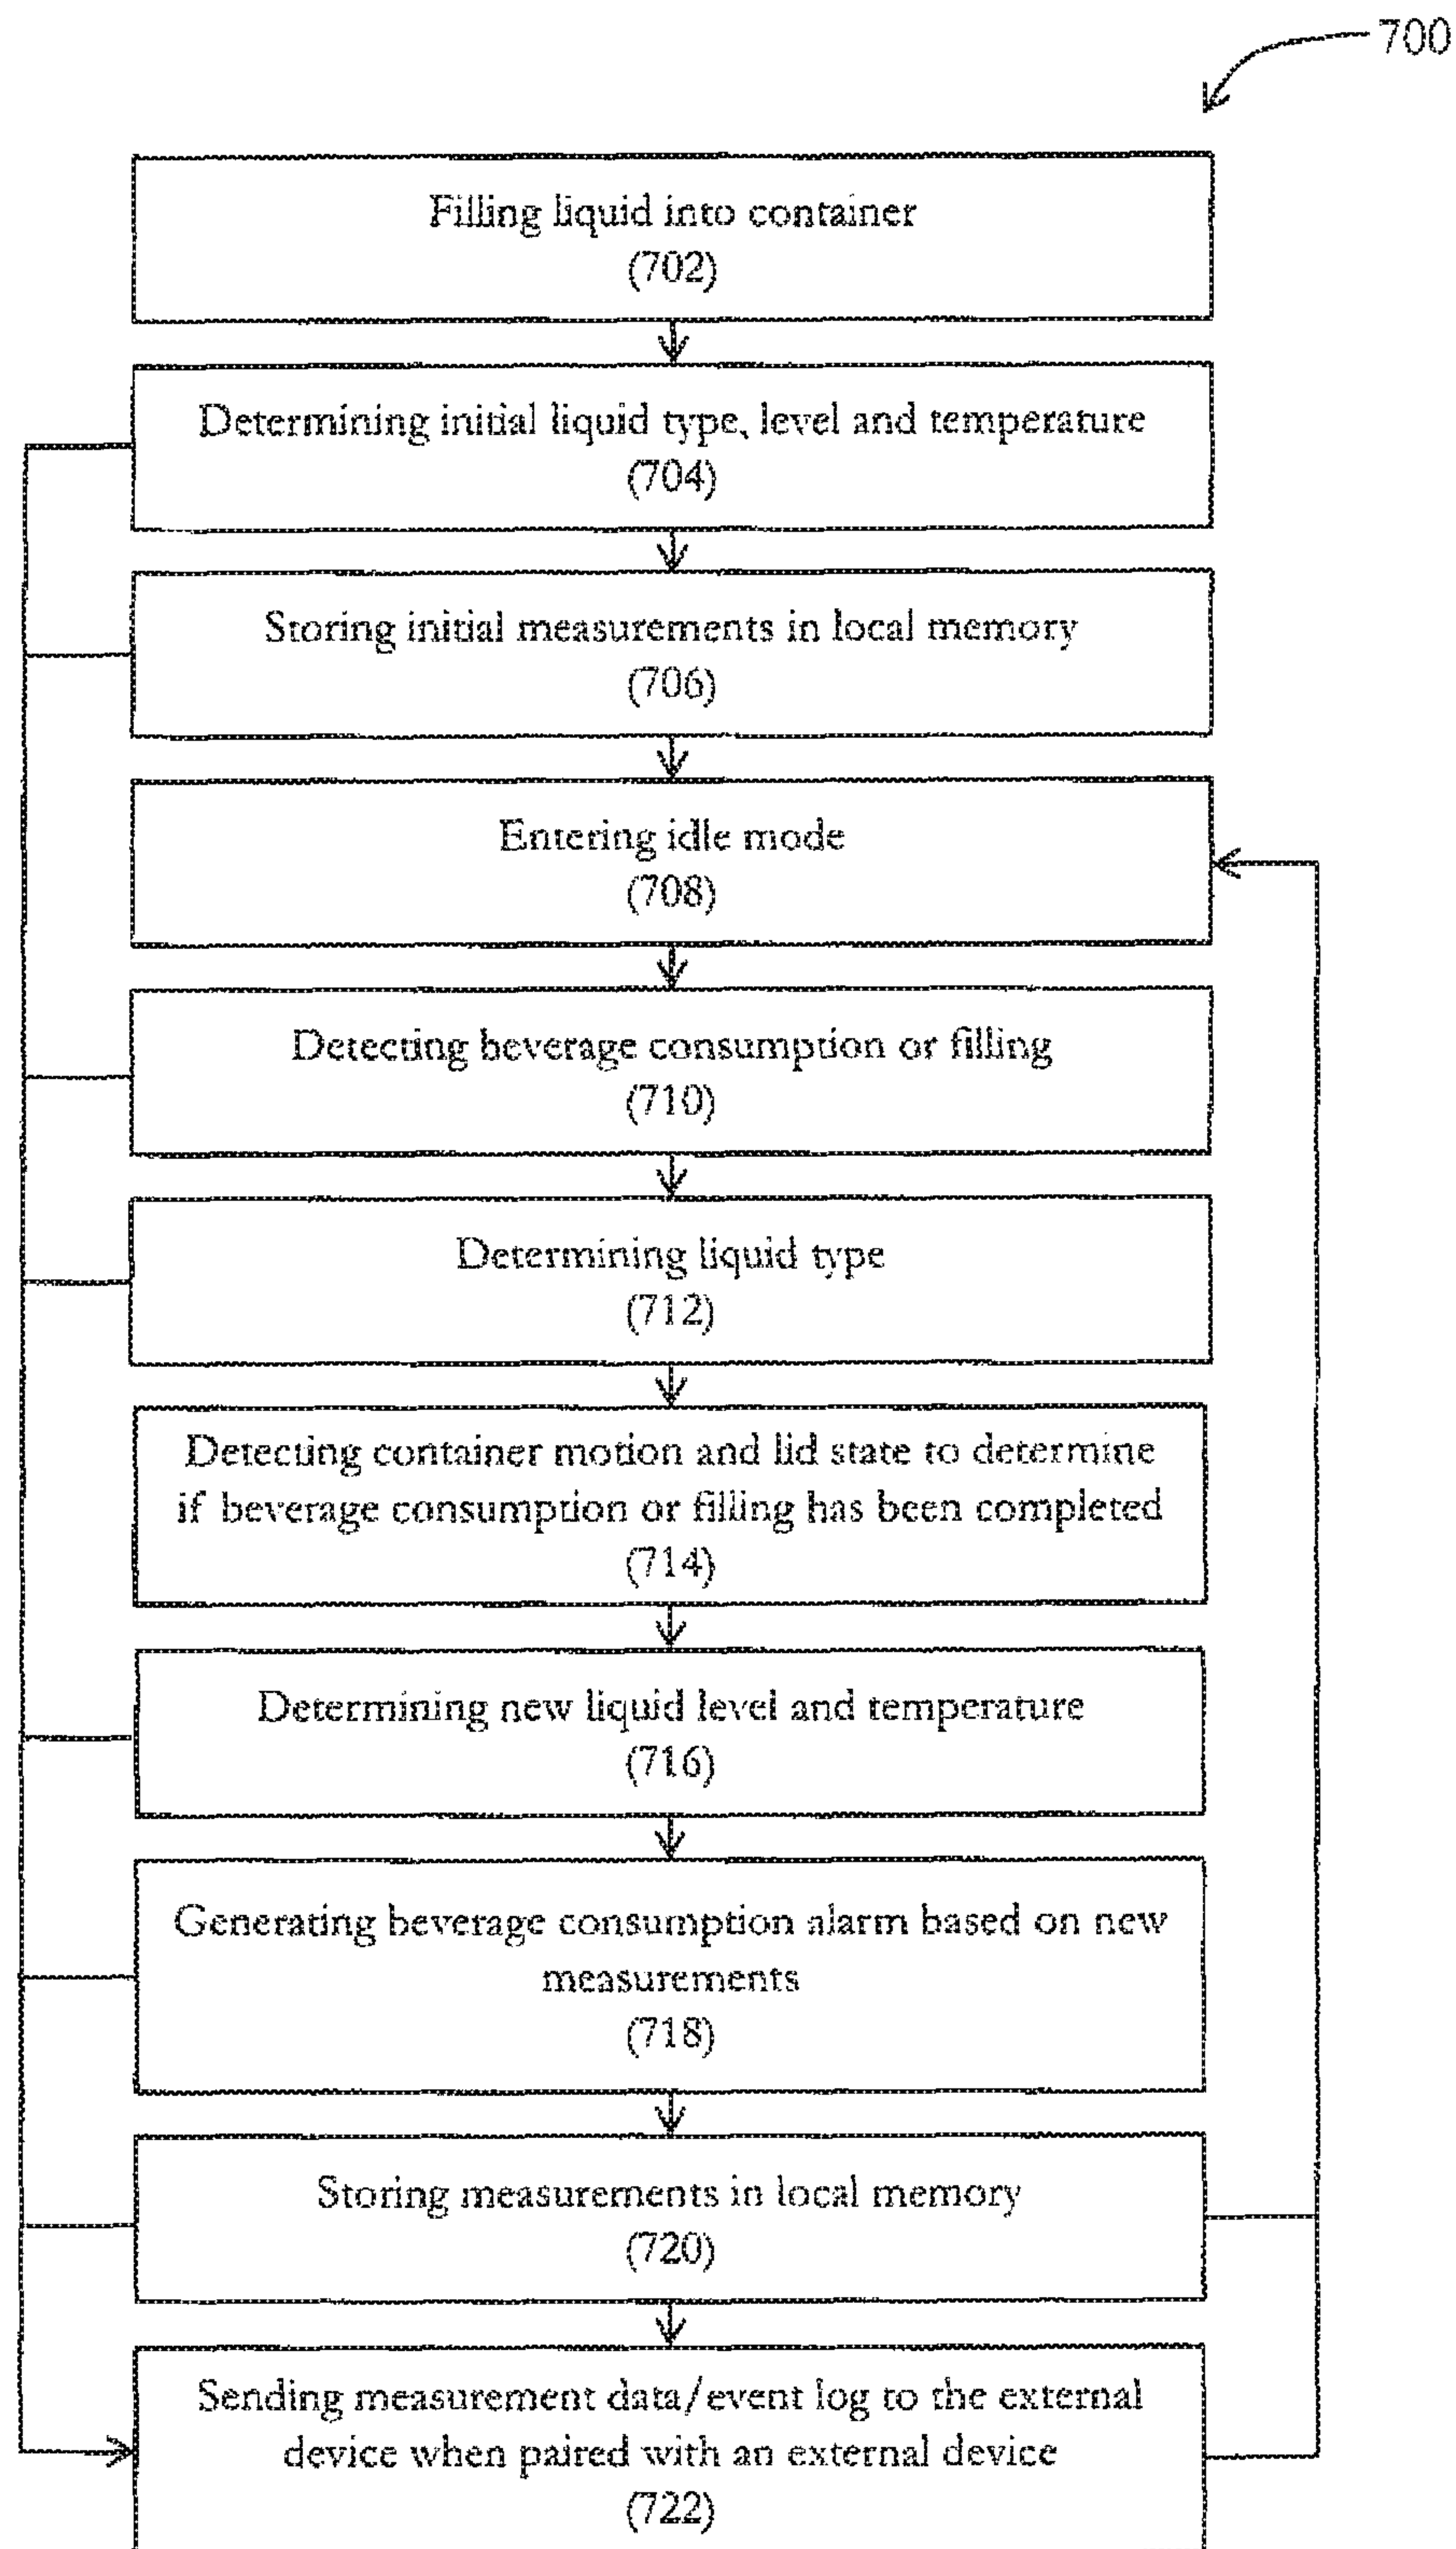 700
Filling liquid into container
(702)
Determining initial liquid type, level and temperature
(704)
Storing initial measurements in local memory
(706)
Entering idle mode
(708)
Detecting beverage consumption or filling
(710)
Determining liquid type
(712)
Detecting container motion and lid state to determine
if beverage consumption or filling has been completed
(714)
Determining new liquid level and temperature
(716)
Generating beverage consumption alarm based on new
measurements
(718)
Storing measurements in local memory
(720)
Sending measurement data/event log to the external
device when paired with an external device
(722)